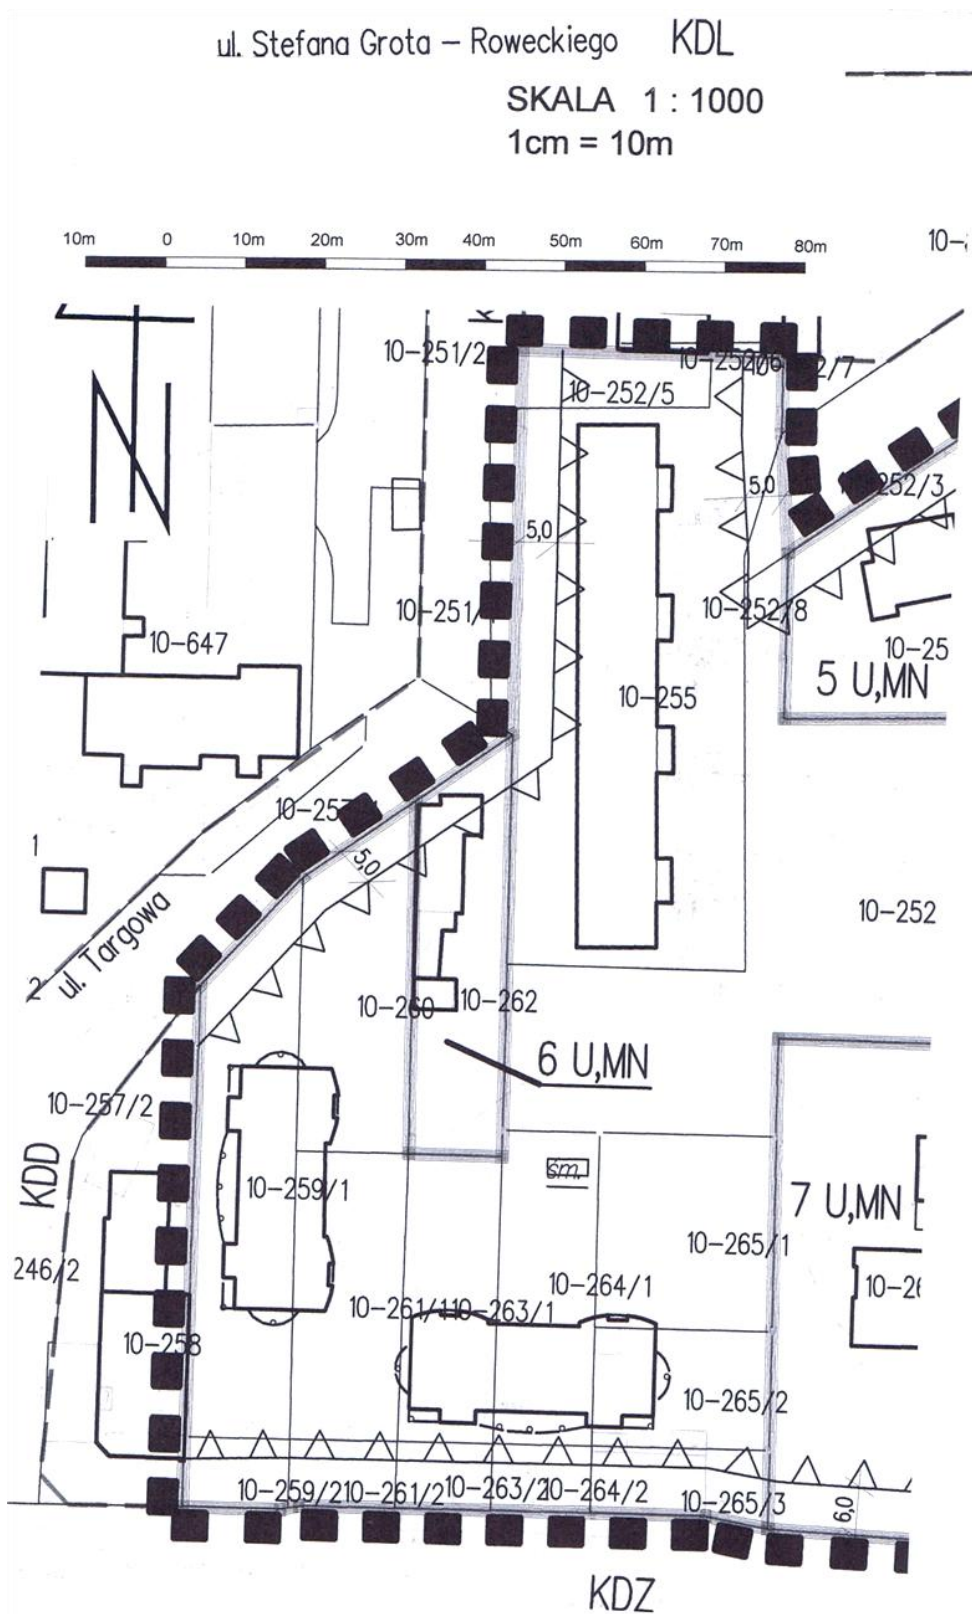 ul. Stefana Grota – Roweckiego KDL
SKALA 1 : 1000
1cm = 10m
10m 0 10m 20m 30m 40m 50m 60m 70m 80m
10-251/2
10-252/5
10-252/3
5,0
5,0
10-251/
10-252/8
10-647
10-25
5 U,MN
10-255
1
5,0
10-252
ul. Targowa
2
10-260
10-262
6 U,MN
10-257/2
KDD
śm.
10-259/1
7 U,MN
10-265/1
246/2
10-264/1
10-26
10-261/1
10-263/1
10-258
10-265/2
10-259/2
10-261/2
10-263/2
10-264/2
10-265/3
6,0
KDZ